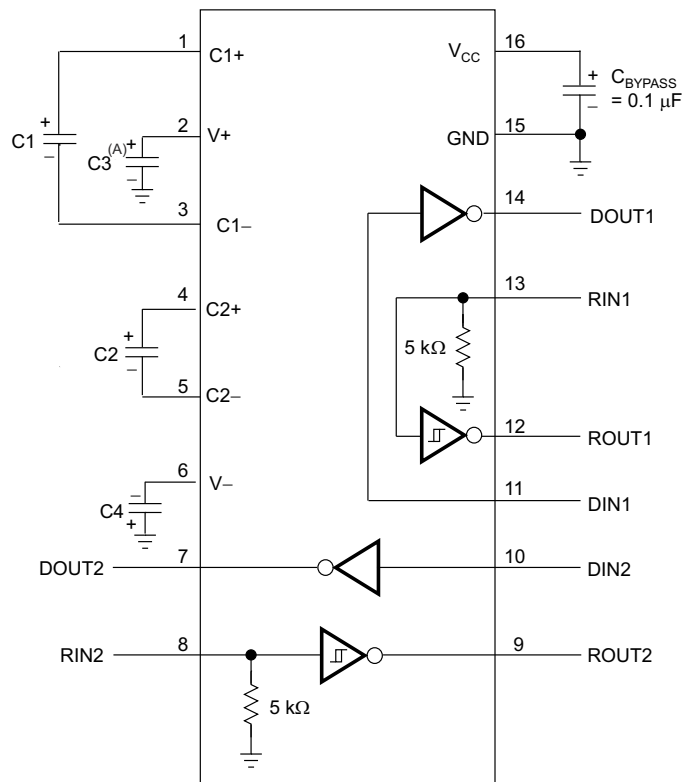 1
C1+
C1
+
−
2
V+
C3(A)
+
−
3
C1−
4
C2+
C2
+
−
5
C2−
6
V−
C4
−
+
DOUT2
7
RIN2
8
5 kΩ
VCC
16
+
−
CBYPASS
= 0.1 μF
GND
15
14
DOUT1
13
RIN1
5 kΩ
12
ROUT1
11
DIN1
10
DIN2
9
ROUT2